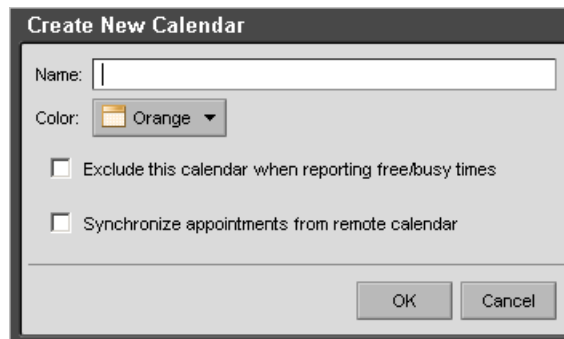 Create New Calendar
Name:
Color: Orange
Exclude this calendar when reporting free/busy times
Synchronize appointments from remote calendar
OK Cancel